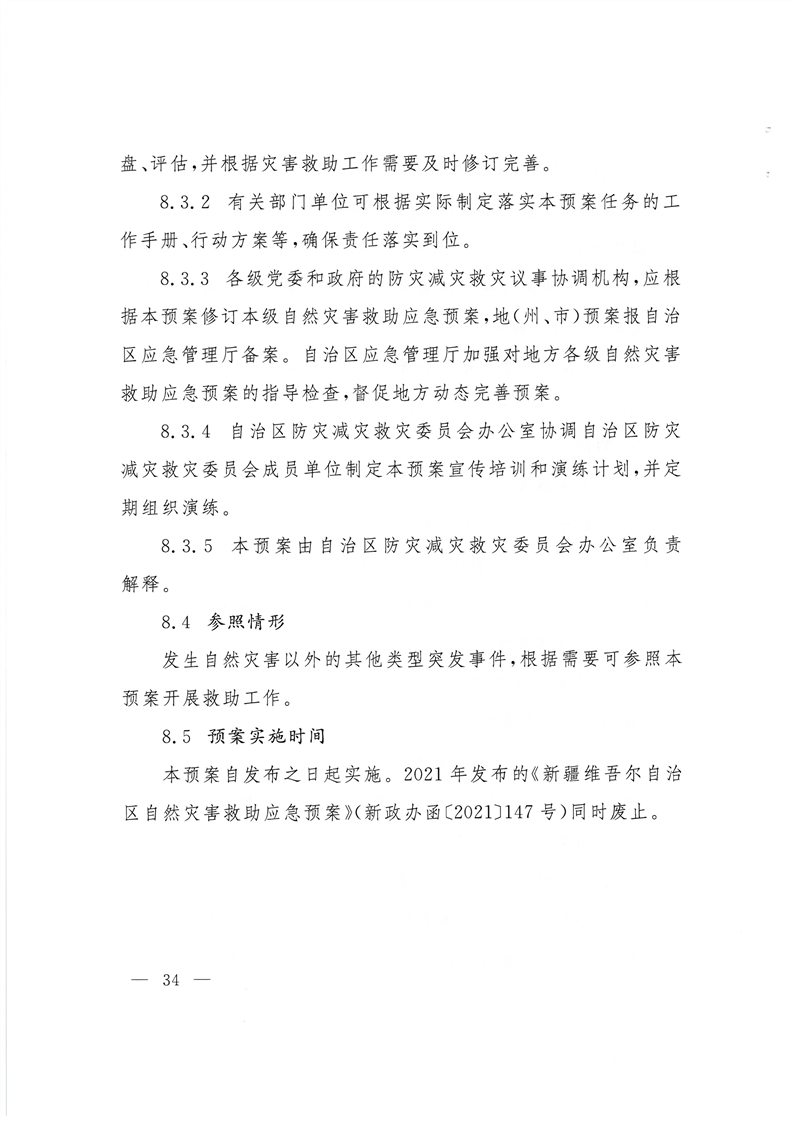 盘、评估,并根据灾害救助工作需要及时修订完善。
8.3.2 有关部门单位可根据实际制定落实本预案任务的工
作手册、行动方案等,确保责任落实到位。
8.3.3 各级党委和政府的防灾减灾救灾议事协调机构,应根
据本预案修订本级自然灾害救助应急预案,地(州、市)预案报自治
区应急管理厅备案。自治区应急管理厅加强对地方各级自然灾害
救助应急预案的指导检查,督促地方动态完善预案。
8.3.4 自治区防灾减灾救灾委员会办公室协调自治区防灾
减灾救灾委员会成员单位制定本预案宣传培训和演练计划,并定
期组织演练。
8.3.5 本预案由自治区防灾减灾救灾委员会办公室负责
解释。
8.4 参照情形
发生自然灾害以外的其他类型突发事件,根据需要可参照本
预案开展救助工作。
8.5 预案实施时间
本预案自发布之日起实施。2021年发布的《新疆维吾尔自治
区自然灾害救助应急预案》(新政办函〔2021〕147号)同时废止。
— 34 —